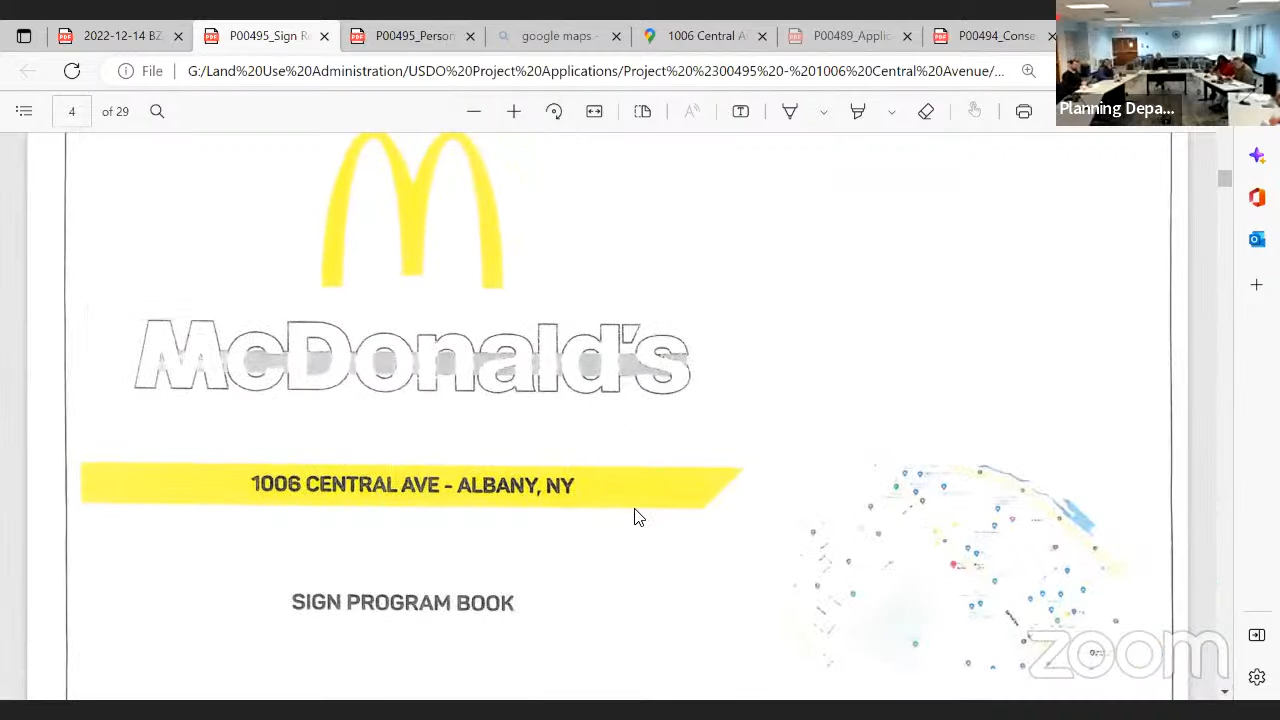 2022-12-14 BZ
P00495_Sign Re
P00495_Person
google maps -
1006 Central A
P00489_Applic
P00494_Conse
File
G:/Land%20Use%20Administration/USDO%20Project%20Applications/Project%20%2300495%20-%201006%20Central%20Avenue/...
4
of 29
Planning Depa...
McDonald's
1006 CENTRAL AVE - ALBANY, NY
SIGN PROGRAM BOOK
zoom